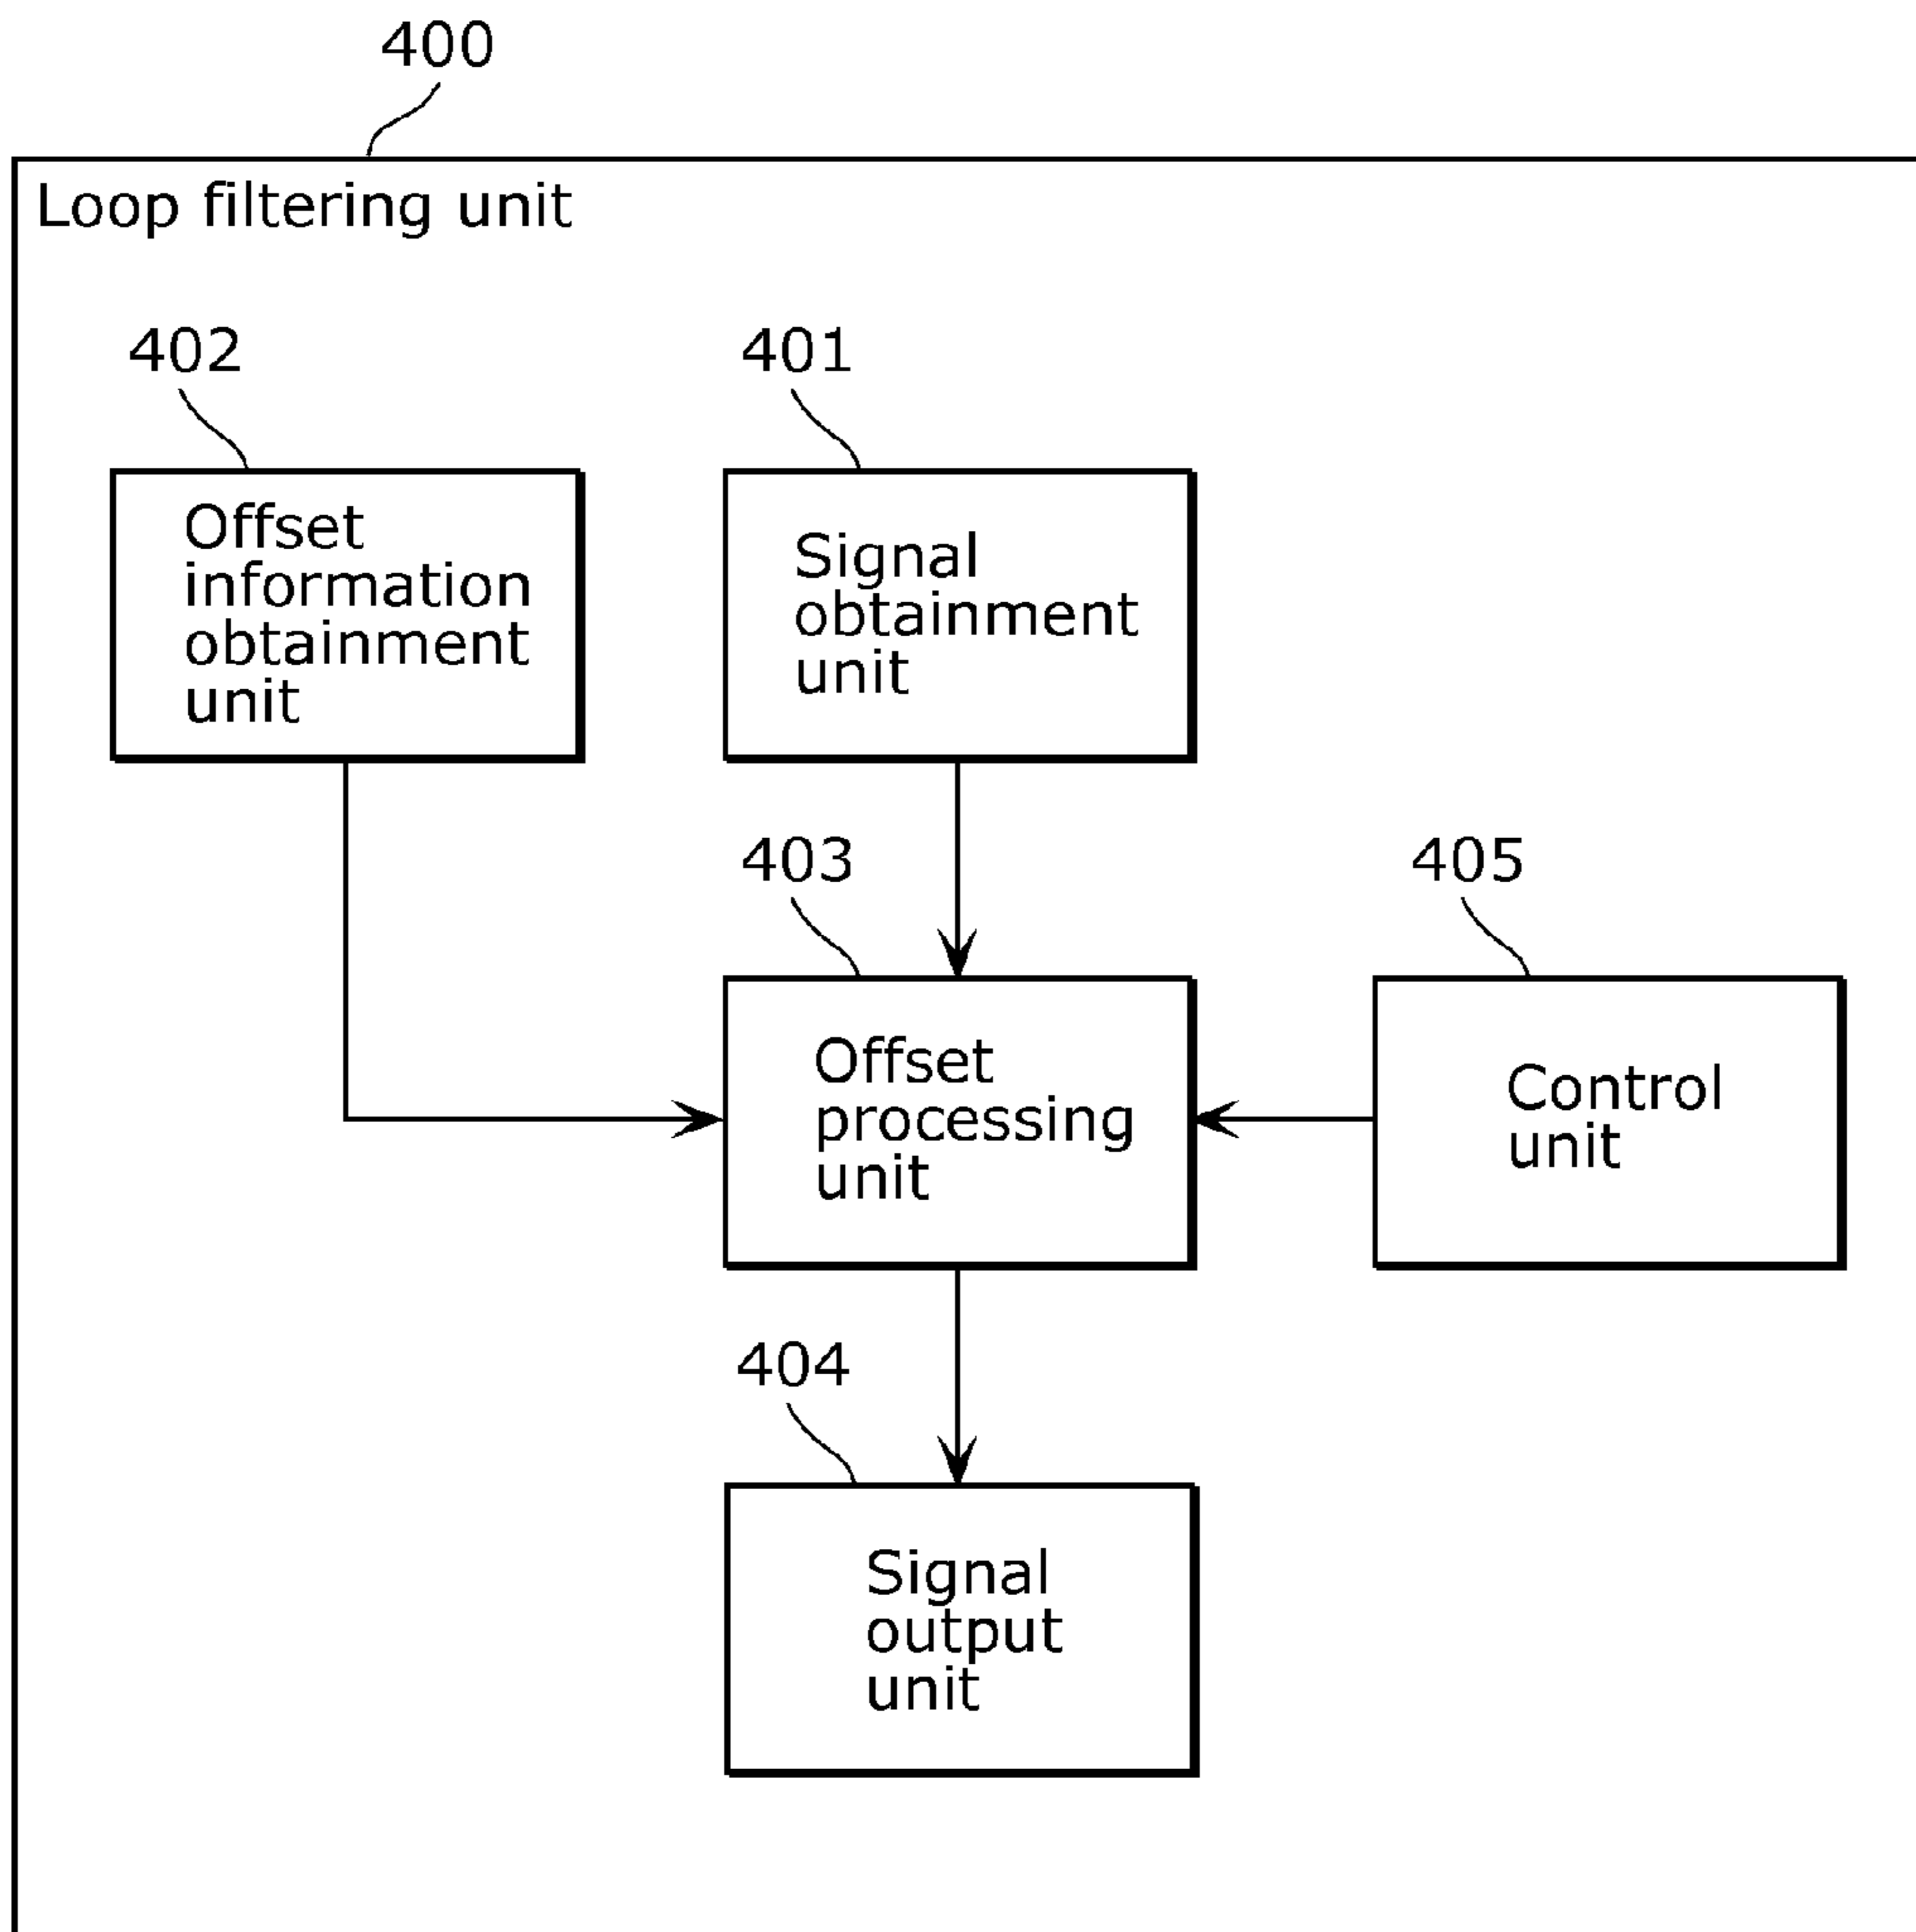 400
Loop filtering unit
402
401
Offset
information
obtainment
unit
Signal
obtainment
unit
403
405
Offset
processing
unit
Control
unit
404
Signal
output
unit